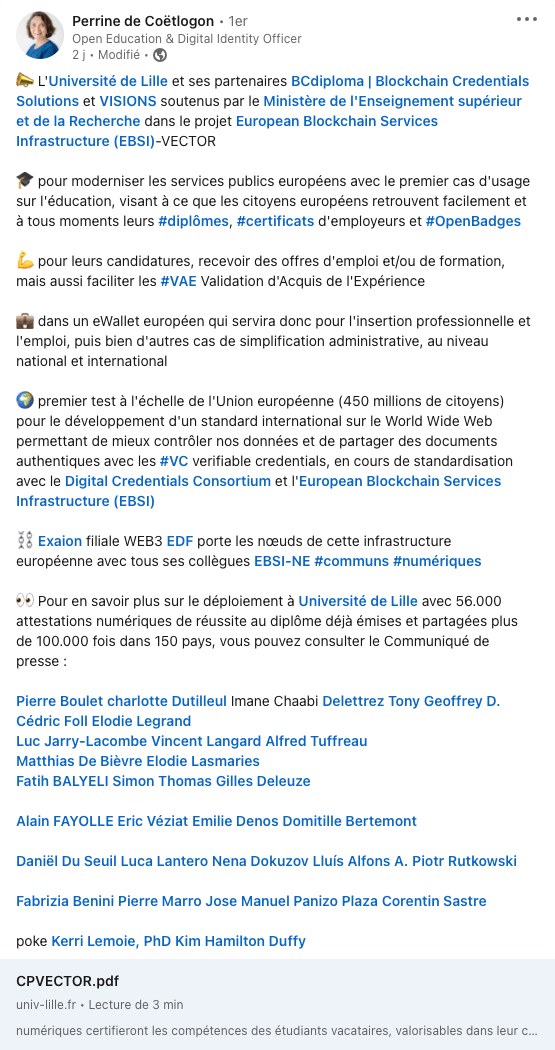 Perrine de Coëtlogon • 1er
Open Education & Digital Identity Officer
2 j • Modifié •
L'Université de Lille et ses partenaires BCdiploma | Blockchain Credentials
Solutions et VISIONS soutenus par le Ministère de l'Enseignement supérieur
et de la Recherche dans le projet European Blockchain Services
Infrastructure (EBSI)-VECTOR
pour moderniser les services publics européens avec le premier cas d'usage
sur l'éducation, visant à ce que les citoyens européens retrouvent facilement et
à tous moments leurs #diplômes, #certificats d'employeurs et #OpenBadges
pour leurs candidatures, recevoir des offres d'emploi et/ou de formation,
mais aussi faciliter les #VAE Validation d'Acquis de l'Expérience
dans un eWallet européen qui servira donc pour l'insertion professionnelle et
l'emploi, puis bien d'autres cas de simplification administrative, au niveau
national et international
premier test à l'échelle de l'Union européenne (450 millions de citoyens)
pour le développement d'un standard international sur le World Wide Web
permettant de mieux contrôler nos données et de partager des documents
authentiques avec les #VC verifiable credentials, en cours de standardisation
avec le Digital Credentials Consortium et l'European Blockchain Services
Infrastructure (EBSI)
Exaion filiale WEB3 EDF porte les nœuds de cette infrastructure
européenne avec tous ses collègues EBSI-NE #communs #numériques
Pour en savoir plus sur le déploiement à Université de Lille avec 56.000
attestations numériques de réussite au diplôme déjà émises et partagées plus
de 100.000 fois dans 150 pays, vous pouvez consulter le Communiqué de
presse :
Pierre Boulet charlotte Dutilleul Imane Chaabi Delettrez Tony Geoffrey D.
Cédric Foll Elodie Legrand
Luc Jarry-Lacombe Vincent Langard Alfred Tuffreau
Matthias De Bièvre Elodie Lasmaries
Fatih BALYELI Simon Thomas Gilles Deleuze
Alain FAYOLLE Eric Véziat Emilie Denos Domitille Bertemont
Daniël Du Seuil Luca Lantero Nena Dokuzov Lluís Alfons A. Piotr Rutkowski
Fabrizia Benini Pierre Marro Jose Manuel Panizo Plaza Corentin Sastre
poke Kerri Lemoie, PhD Kim Hamilton Duffy
CPVECTOR.pdf
univ-lille.fr • Lecture de 3 min
numériques certifieront les compétences des étudiants vacataires, valorisables dans leur c...